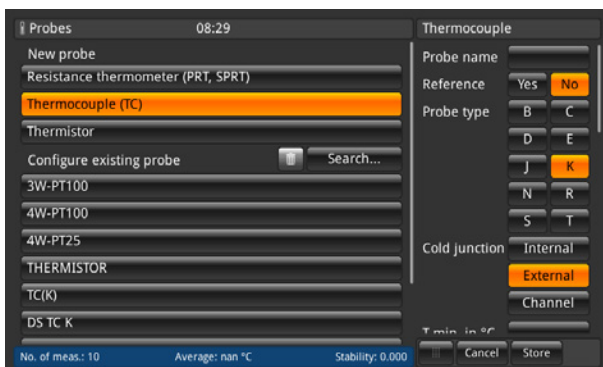 Probes 08:29
New probe
Resistance thermometer (PRT, SPRT)
Thermocouple (TC)
Thermistor
Configure existing probe Search...
3W-PT100
4W-PT100
4W-PT25
THERMISTOR
TC(K)
DS TC K
No. of meas.: 10 Average: nan °C Stability: 0.000
Thermocouple
Probe name
Reference Yes No
Probe type B C
D E
J K
N R
S T
Cold junction Internal
External
Channel
T min. in °C
Cancel Store